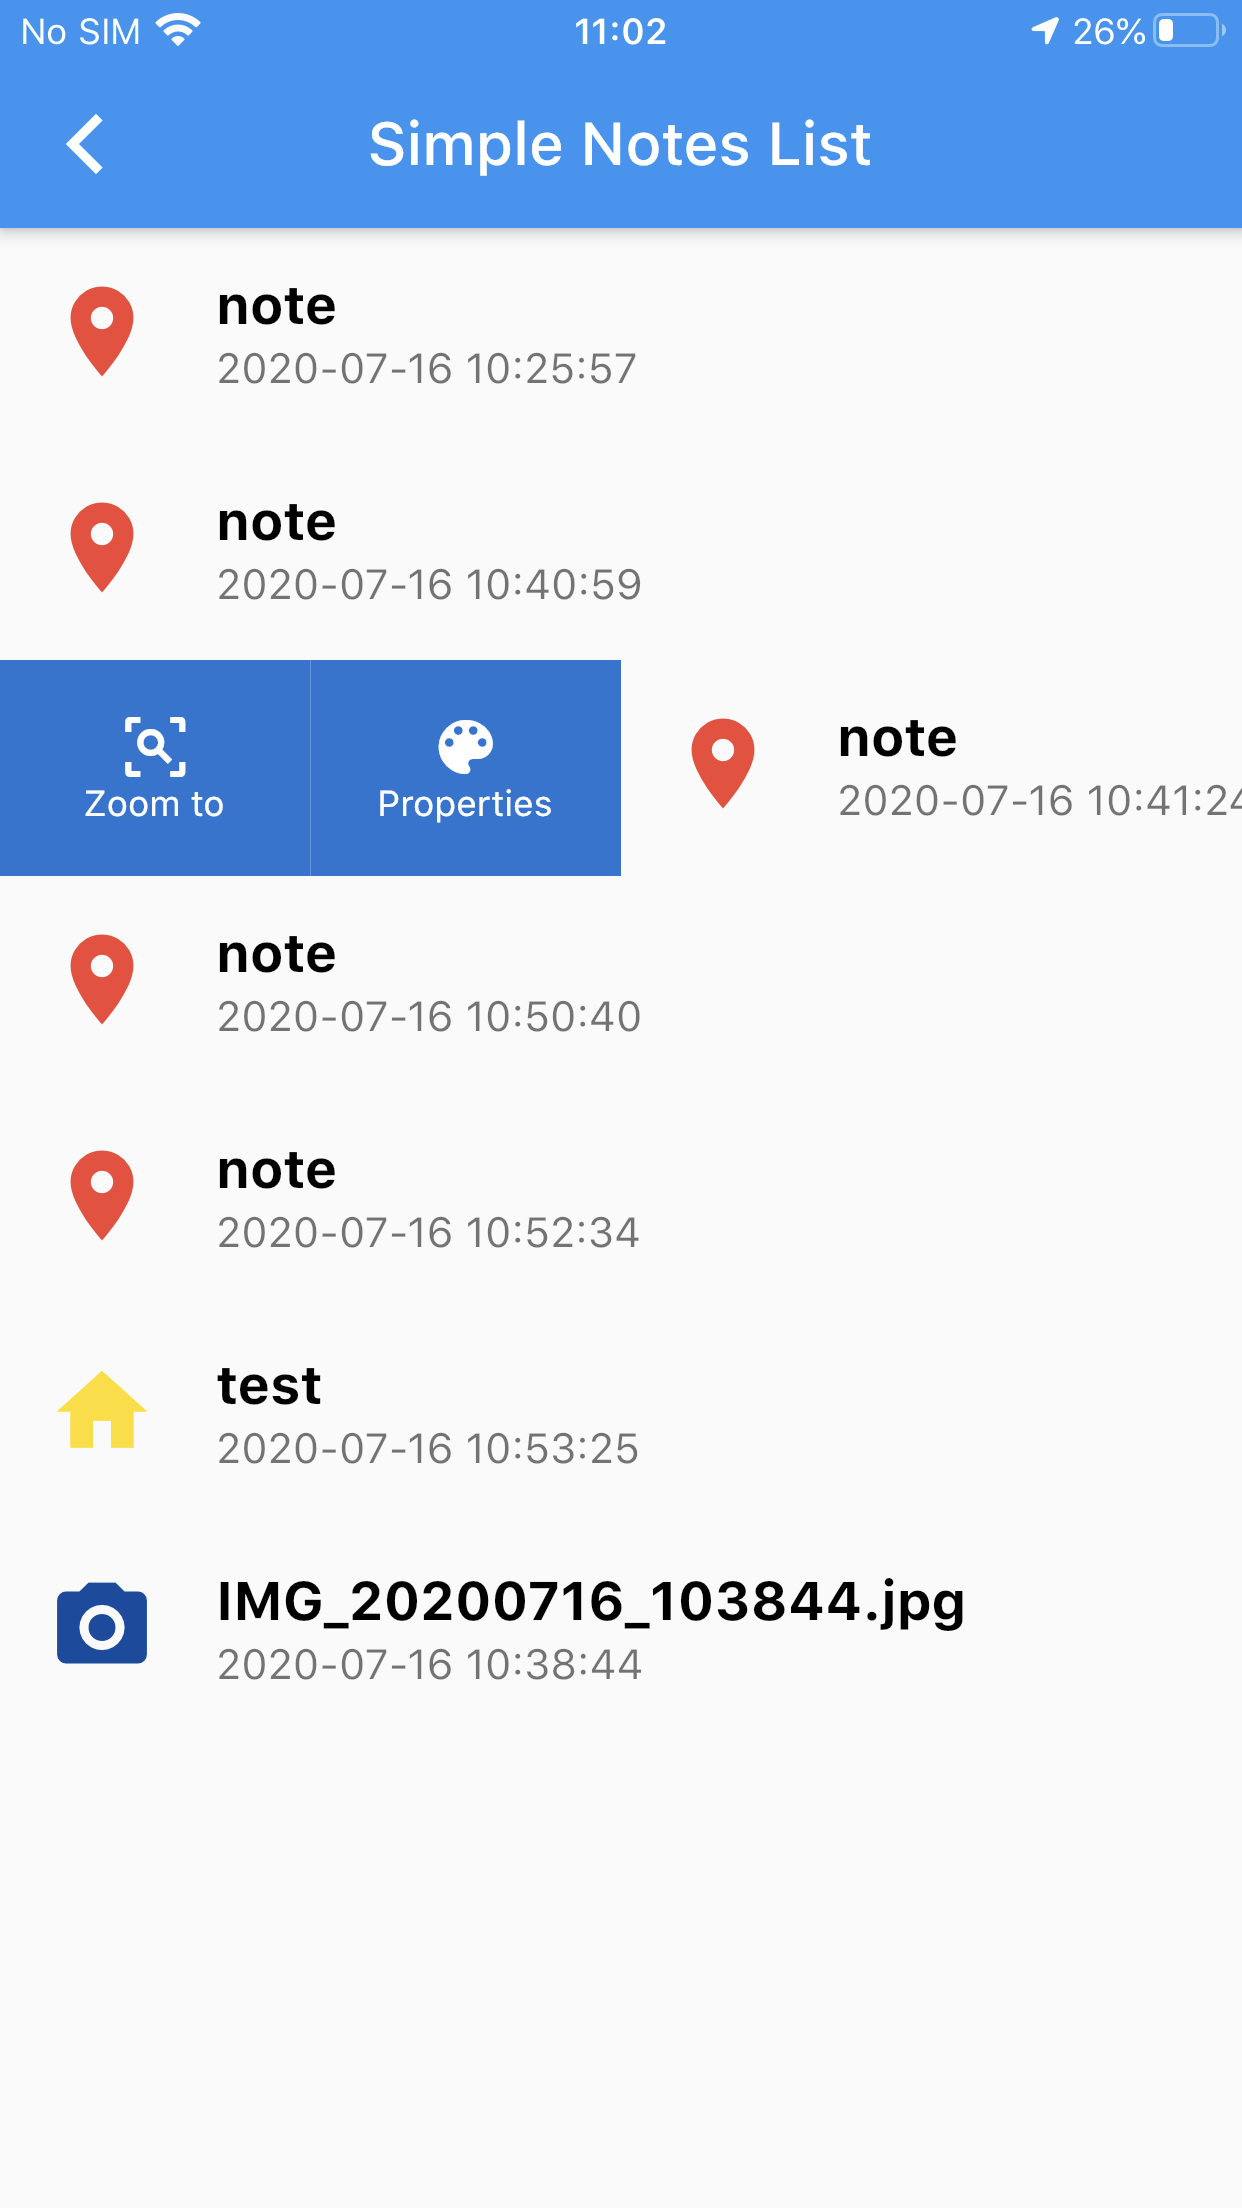 No SIM 11:02 26%
Simple Notes List
note
2020-07-16 10:25:57
note
2020-07-16 10:40:59
Zoom to
Properties
note
2020-07-16 10:41:24
note
2020-07-16 10:50:40
note
2020-07-16 10:52:34
test
2020-07-16 10:53:25
IMG_20200716_103844.jpg
2020-07-16 10:38:44